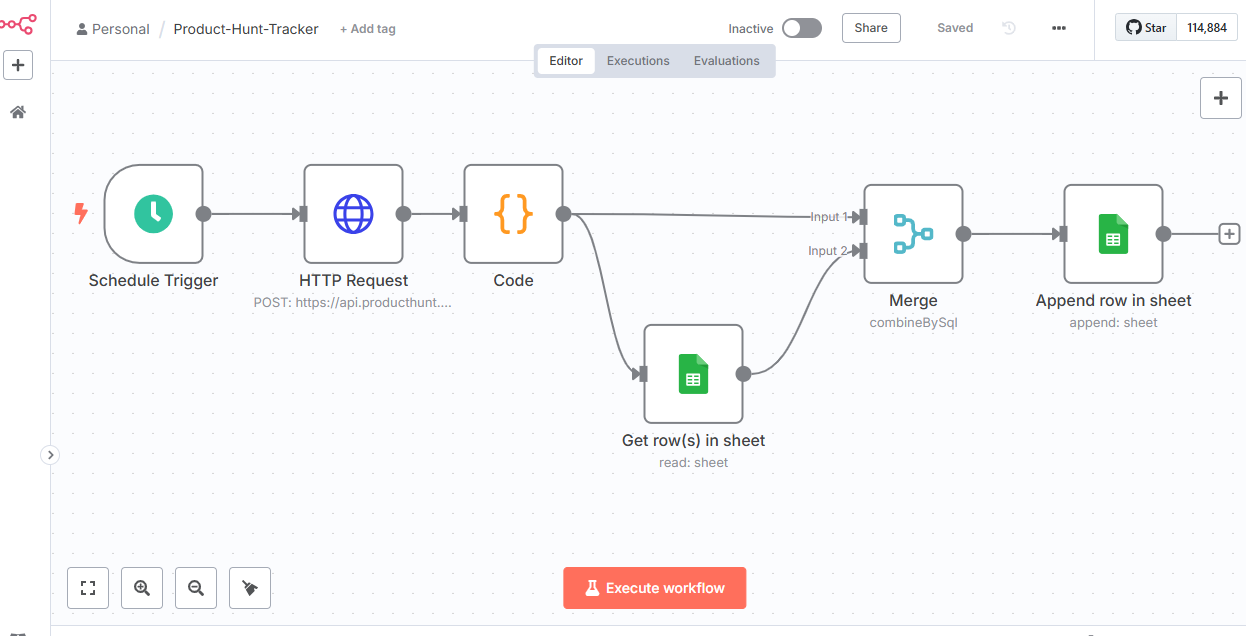 Personal / Product-Hunt-Tracker + Add tag
Inactive
Share
Saved
Star 114,884
Editor Executions Evaluations
Schedule Trigger
HTTP Request
POST: https://api.producthunt....
Code
Input 1
Input 2
Merge
combineBySql
Append row in sheet
append: sheet
Get row(s) in sheet
read: sheet
Execute workflow